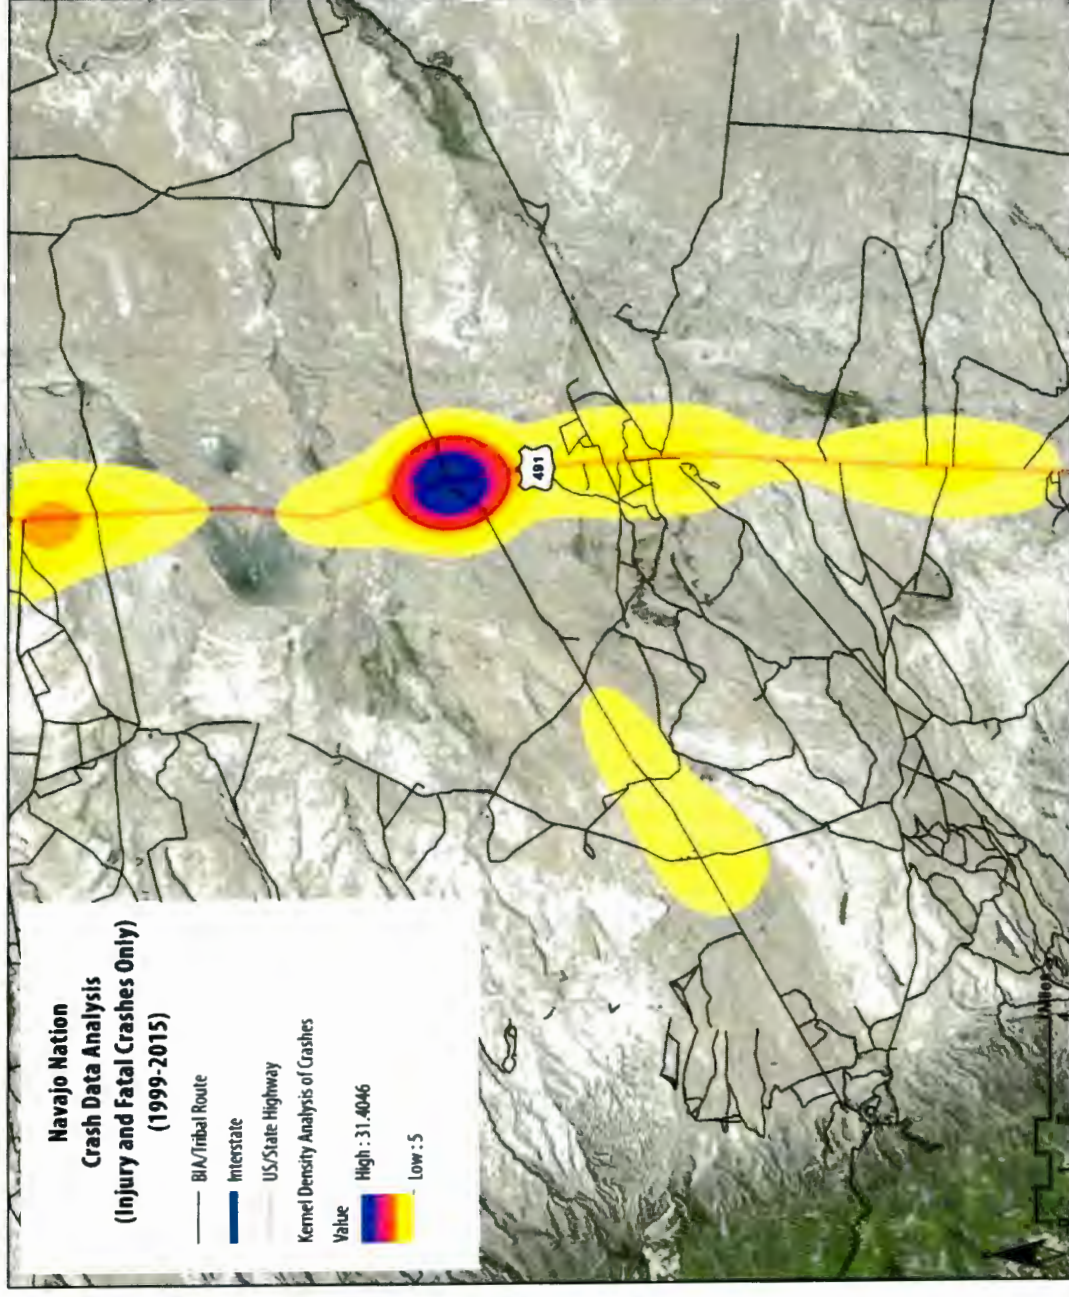 Navajo Nation
Crash Data Analysis
(Injury and Fatal Crashes Only)
(1999-2015)
BIA/Tribal Route
Interstate
US/State Highway
Kernel Density Analysis of Crashes
Value
High : 31.4046
Low : 5
491
Miles